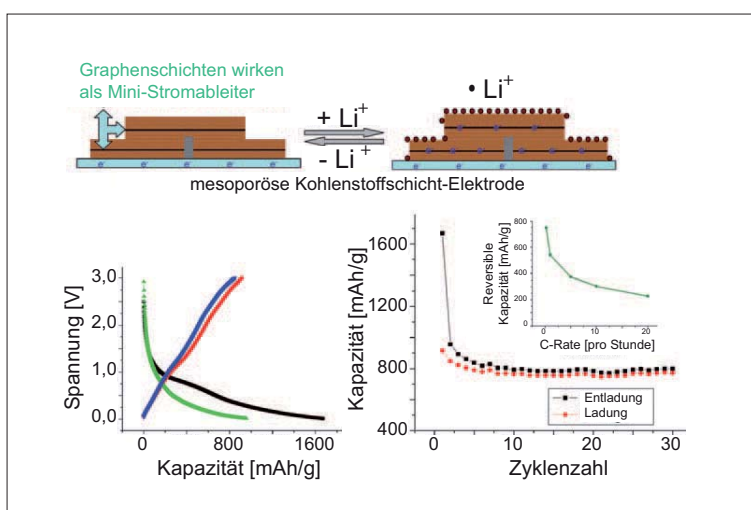 Graphenschichten wirken
als Mini-Stromableiter
+ Li+
- Li+
• Li+
e- e- e- e- e-
e- e- e- e- e-
mesoporöse Kohlenstoffschicht-Elektrode
Spannung [V]
3,0
2,0
1,0
0,0
0 800 1600
Kapazität [mAh/g]
Kapazität [mAh/g]
1600
1200
800
400
0 10 20 30
Zyklenzahl
Entladung
Ladung
Reversible
Kapazität [mAh/g]
800
600
400
200
0
0 5 10 15 20
C-Rate [pro Stunde]